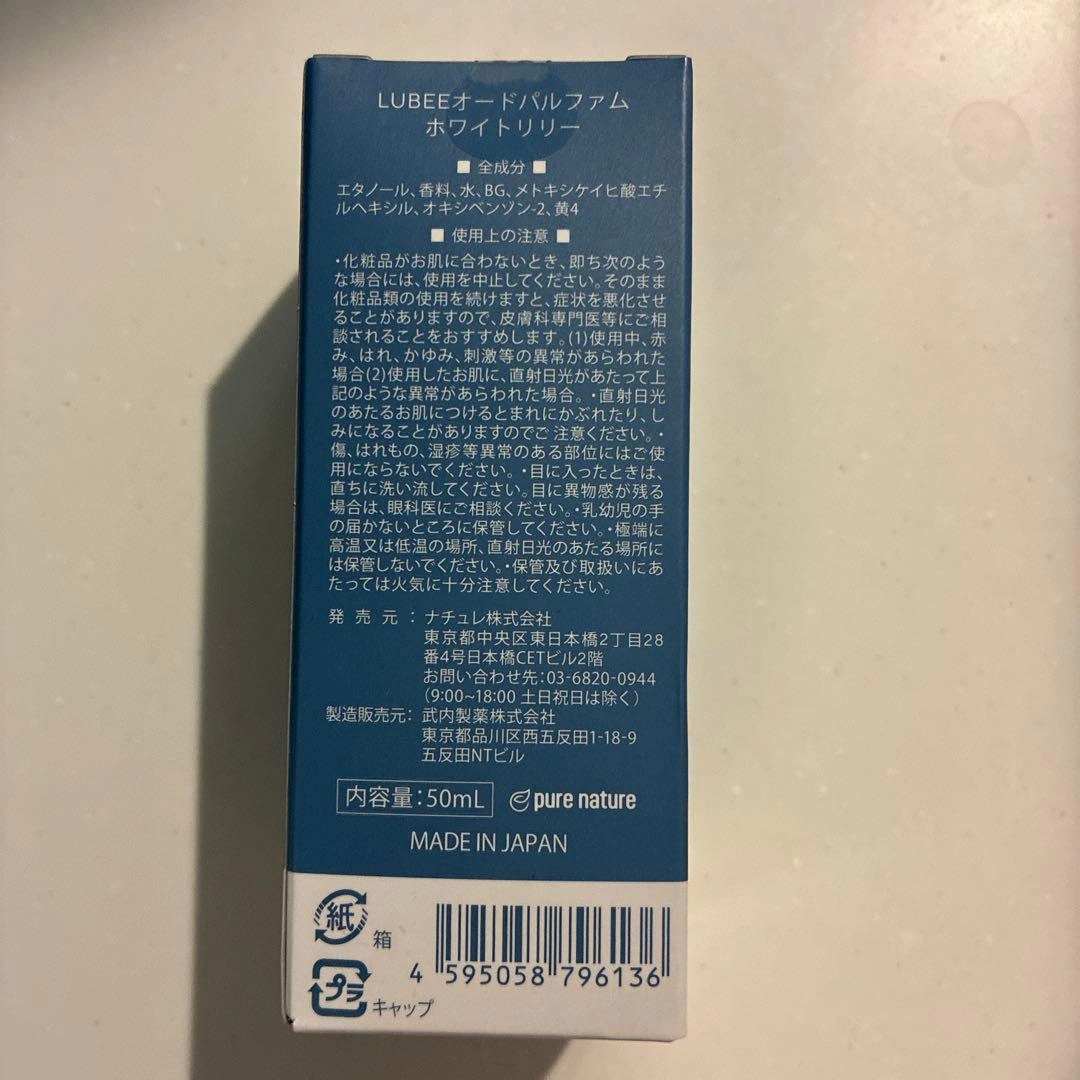 LUBEEオードパルファム
ホワイトリリー
■ 全成分 ■
エタノール、香料、水、BG、メトキシケイヒ酸エチ
ルヘキシル、オキシベンゾン-2、黄4
■ 使用上の注意 ■
・化粧品がお肌に合わないとき、即ち次のよう
な場合には、使用を中止してください。そのまま
化粧品類の使用を続けますと、症状を悪化させ
ることがありますので、皮膚科専門医等にご相
談されることをおすすめします。(1)使用中、赤
み、はれ、かゆみ、刺激等の異常があらわれた
場合(2)使用したお肌に、直射日光があたって上
記のような異常があらわれた場合。・直射日光
のあたるお肌につけるとまれにかぶれたり、し
みになることがありますのでご 注意ください。・
傷、はれもの、湿疹等異常のある部位にはご使
用にならないでください。・目に入ったときは、
直ちに洗い流してください。目に異物感が残る
場合は、眼科医にご相談ください。・乳幼児の手
の届かないところに保管してください。・極端に
高温又は低温の場所、直射日光のあたる場所に
は保管しないでください。・保管及び取扱いにあ
たっては火気に十分注意してください。
発売元：ナチュレ株式会社
東京都中央区東日本橋2丁目28
番4号日本橋CETビル2階
お問い合わせ先：03-6820-0944
（9:00~18:00 土日祝日は除く）
製造販売元：武内製薬株式会社
東京都品川区西五反田1-18-9
五反田NTビル
内容量：50mL
pure nature
MADE IN JAPAN
紙
箱
プラ
キャップ
4 595058 796136